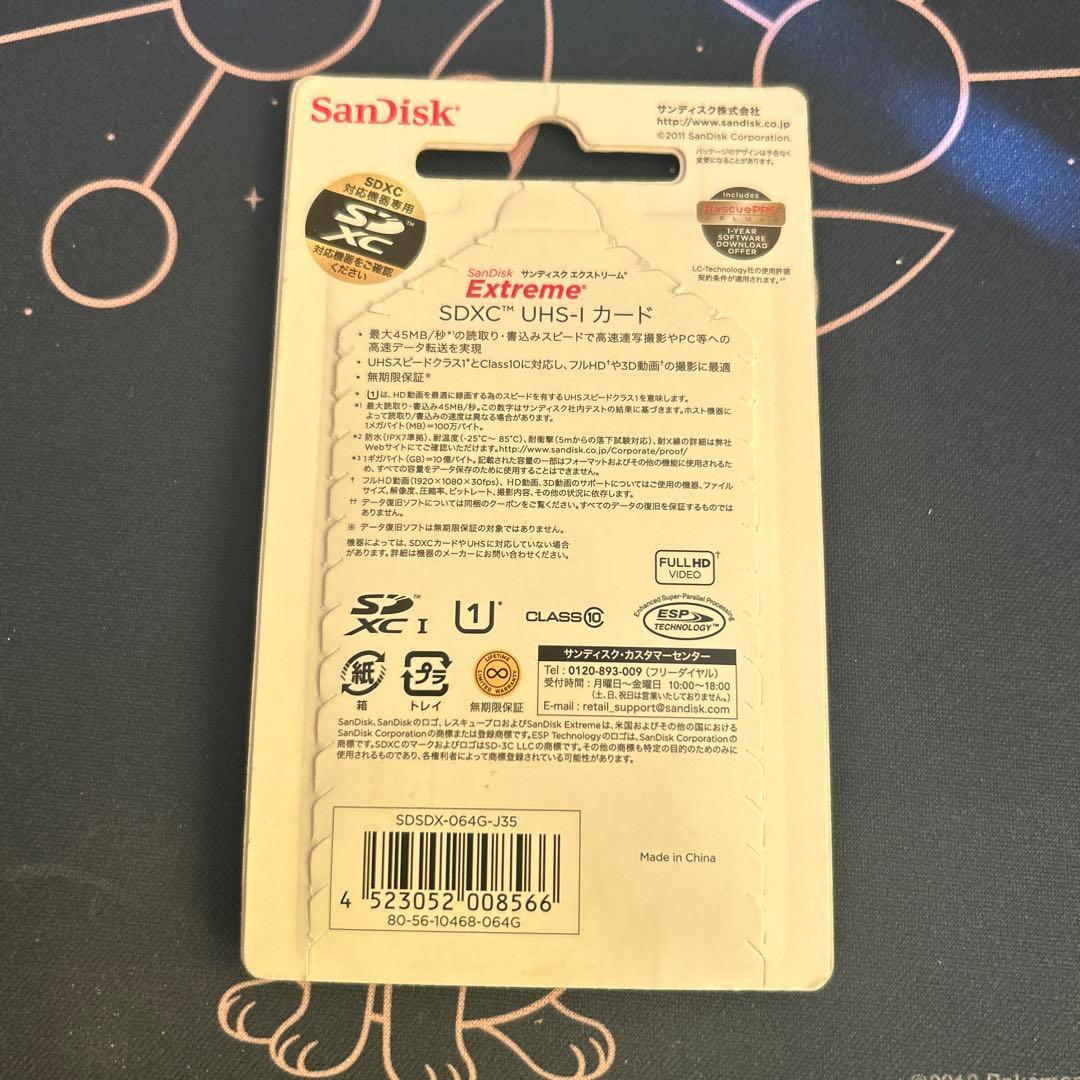 SanDisk®
サンディスク株式会社
http://www.sandisk.co.jp
©2011 SanDisk Corporation.
パッケージのデザインは予告なく
変更になることがあります。
SDXC
対応機器専用
SD XC™
対応機器をご確認
ください
Includes
RescuePRO®
DELUXE
1-YEAR
SOFTWARE
DOWNLOAD
OFFER
LC-Technology社の使用許諾
契約条件が適用されます。††
SanDisk サンディスク エクストリーム®
Extreme®
SDXC™ UHS-I カード
• 最大45MB/秒*¹の読取り・書込みスピードで高速連写撮影やPC等への
高速データ転送を実現
• UHSスピードクラス1*とClass10に対応し、フルHD†や3D動画†の撮影に最適
• 無期限保証※
* 1は、HD動画を最適に録画する為のスピードを有するUHSスピードクラス1を意味します。
*1 最大読取り・書込み45MB/秒。この数字はサンディスク社内テストの結果に基づきます。ホスト機器に
よって読取り/書込みの速度は異なる場合があります。
1メガバイト(MB)=100万バイト。
*2 防水(IPX7準拠)、耐温度(-25°C～ 85°C)、耐衝撃(5mからの落下試験対応)、耐X線の詳細は弊社
Webサイトにてご確認いただけます。http://www.sandisk.co.jp/Corporate/proof/
*3 1ギガバイト(GB)=10億バイト。記載された容量の一部はフォーマットおよびその他の機能に使用されるた
め、すべての容量をデータ保存のために使用することはできません。
† フルHD動画(1920×1080×30fps)、HD動画、3D動画のサポートについてはご使用の機器、ファイル
サイズ、解像度、圧縮率、ビットレート、撮影内容、その他の状況に依存します。
†† データ復旧ソフトについては同梱のクーポンをご覧ください。すべてのデータの復旧を保証するものでは
ありません。
※ データ復旧ソフトは無期限保証の対象ではありません。
機器によっては、SDXCカードやUHSに対応していない場合
があります。詳細は機器のメーカーにお問い合わせください。
FULL HD†
VIDEO
SD XC™ I
1*
CLASS 10
Enhanced Super-Parallel Processing
ESP
TECHNOLOGY™
紙
箱
プラ
トレイ
LIFETIME
LIMITED WARRANTY
無期限保証
サンディスク・カスタマーセンター
Tel : 0120-893-009 (フリーダイヤル)
受付時間 : 月曜日～金曜日 10:00～18:00
(土、日、祝日は営業いたしておりません。)
E-mail : retail_support@sandisk.com
SanDisk、SanDiskのロゴ、レスキュープロおよびSanDisk Extremeは、米国およびその他の国における
SanDisk Corporationの商標または登録商標です。ESP Technologyのロゴは、SanDisk Corporationの
商標です。SDXCのマークおよびロゴはSD-3C LLCの商標です。その他の商標も特定の目的のためのみに
使用されるものであり、各権利者によって商標登録されている可能性があります。
SDSDX-064G-J35
4 523052 008566
80-56-10468-064G
Made in China